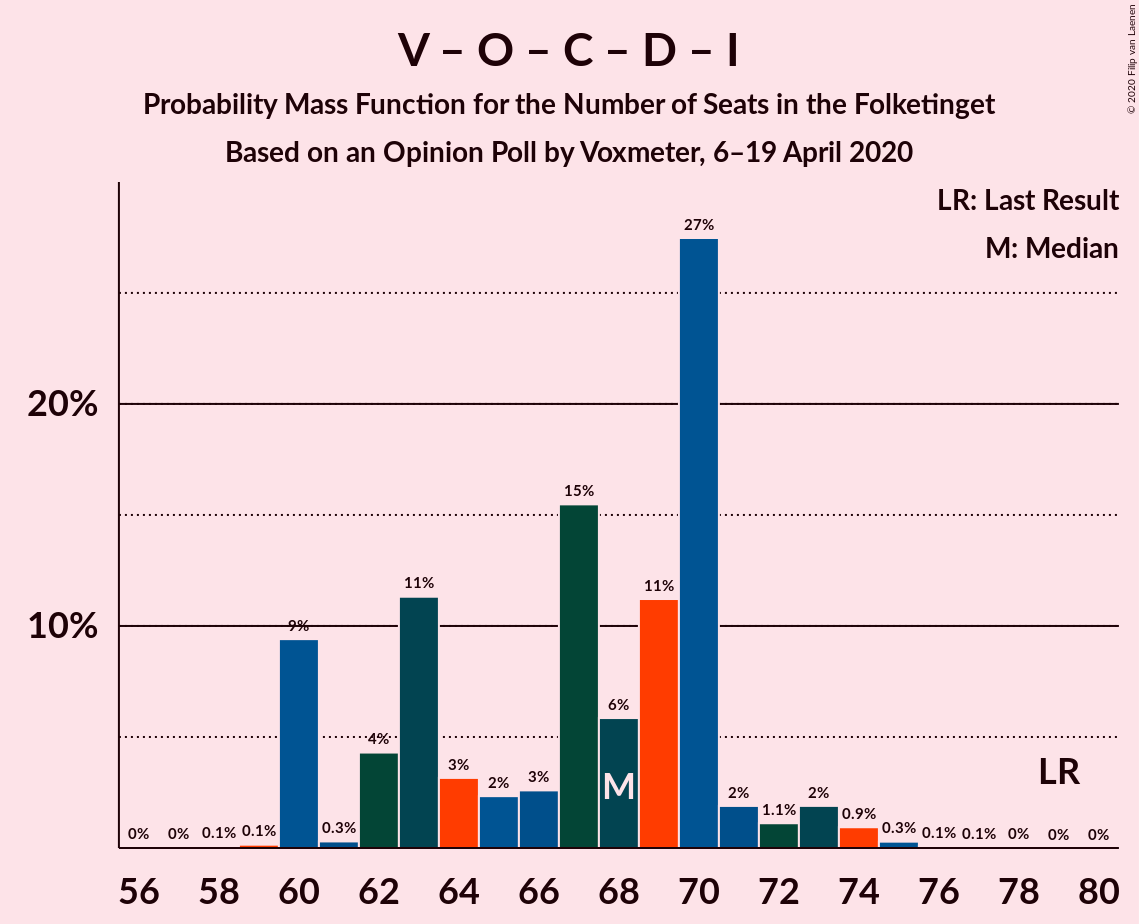 V – O – C – D – I
Probability Mass Function for the Number of Seats in the Folketinget
Based on an Opinion Poll by Voxmeter, 6–19 April 2020
© 2020 Filip van Laenen
LR: Last Result
M: Median
20%
10%
0% 0% 0.1% 0.1% 9% 0.3% 4% 11% 3% 2% 3% 15% 6% 11% 27% 2% 1.1% 2% 0.9% 0.3% 0.1% 0.1% 0% 0% 0%
M
LR
56 58 60 62 64 66 68 70 72 74 76 78 80